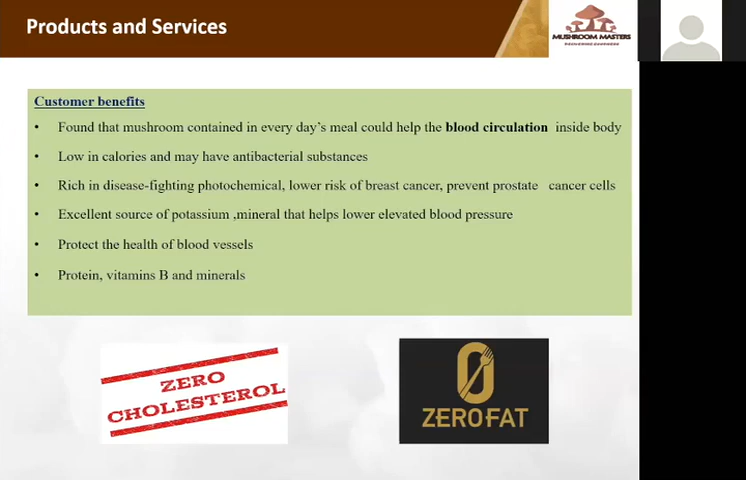 Products and Services
MUSHROOM MASTERS
Customer benefits
• Found that mushroom contained in every day's meal could help the blood circulation inside body
• Low in calories and may have antibacterial substances
• Rich in disease-fighting photochemical, lower risk of breast cancer, prevent prostate cancer cells
• Excellent source of potassium ,mineral that helps lower elevated blood pressure
• Protect the health of blood vessels
• Protein, vitamins B and minerals
ZERO
CHOLESTEROL
0
ZEROFAT